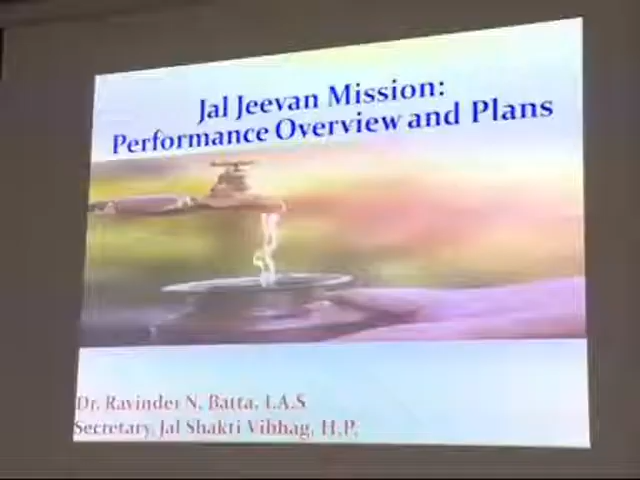 Jal Jeevan Mission:
Performance Overview and Plans
Dr. Ravinder N. Batta, I.A.S
Secretary, Jal Shakti Vibhag, H.P.